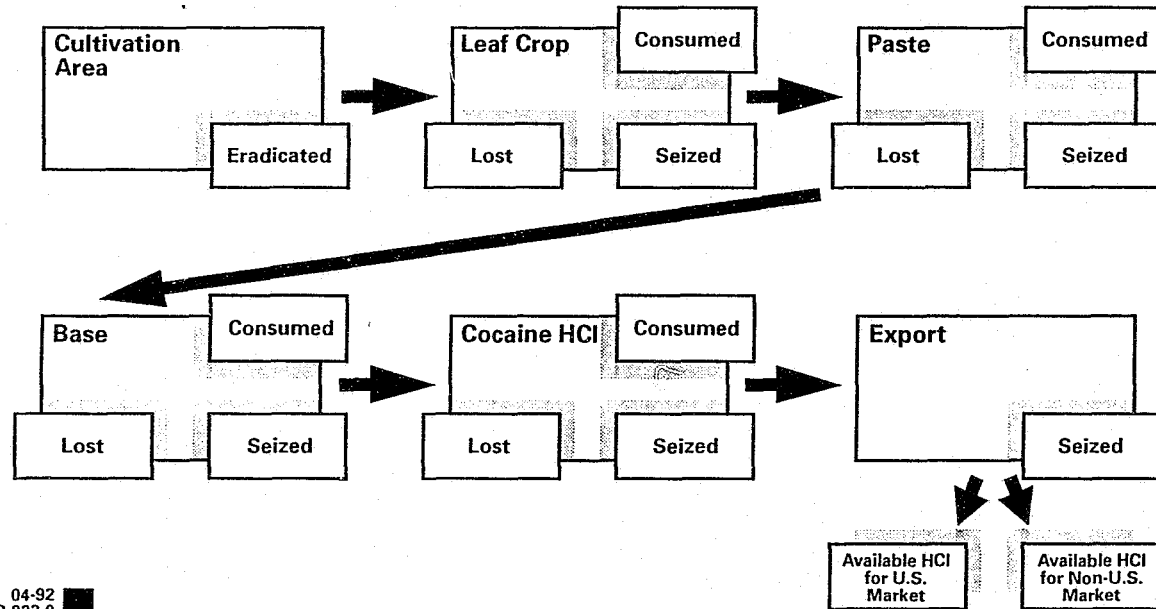 Cultivation
Area
Eradicated
Leaf Crop
Consumed
Lost
Seized
Paste
Consumed
Lost
Seized
Base
Consumed
Lost
Seized
Cocaine HCl
Consumed
Lost
Seized
Export
Seized
Available HCl
for U.S.
Market
Available HCl
for Non-U.S.
Market
04-92